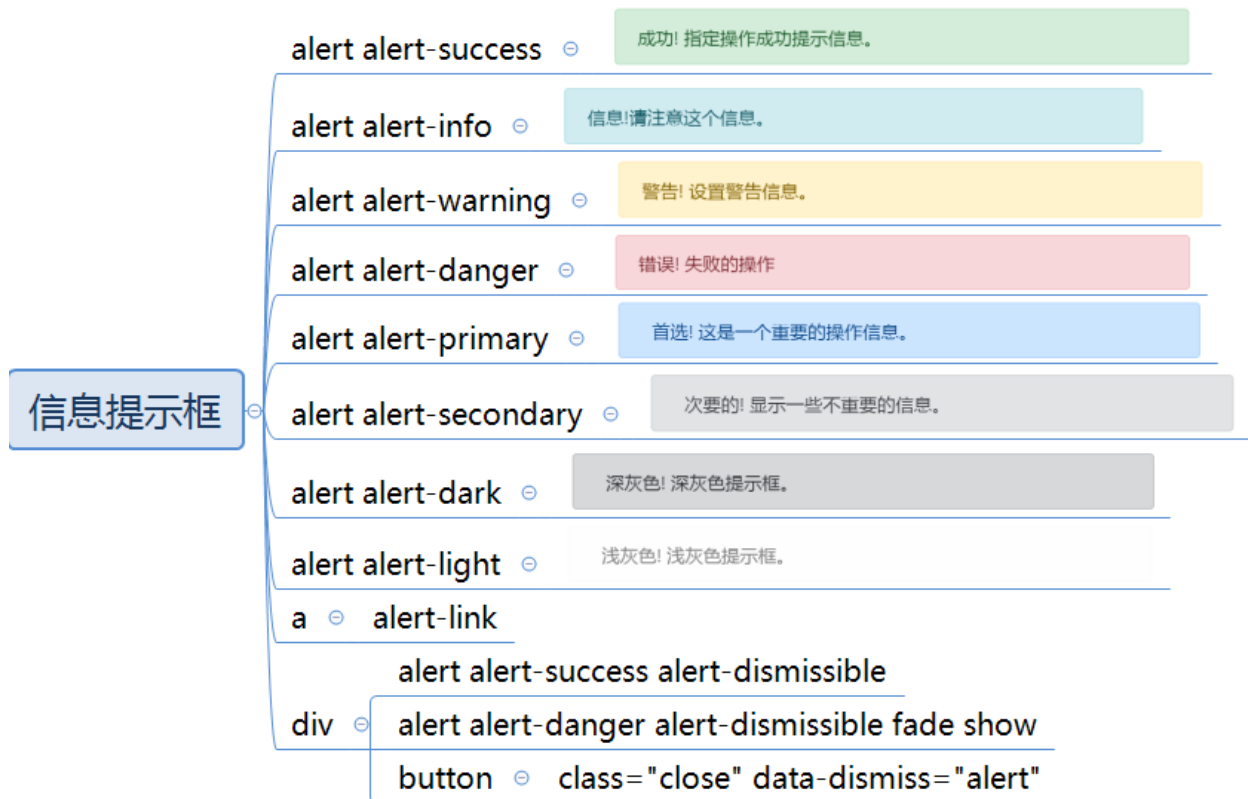 alert alert-success
成功! 指定操作成功提示信息。
alert alert-info
信息!请注意这个信息。
alert alert-warning
警告! 设置警告信息。
alert alert-danger
错误! 失败的操作
alert alert-primary
首选! 这是一个重要的操作信息。
信息提示框
alert alert-secondary
次要的! 显示一些不重要的信息。
alert alert-dark
深灰色! 深灰色提示框。
alert alert-light
浅灰色! 浅灰色提示框。
a
alert-link
alert alert-success alert-dismissible
div
alert alert-danger alert-dismissible fade show
button
class="close" data-dismiss="alert"